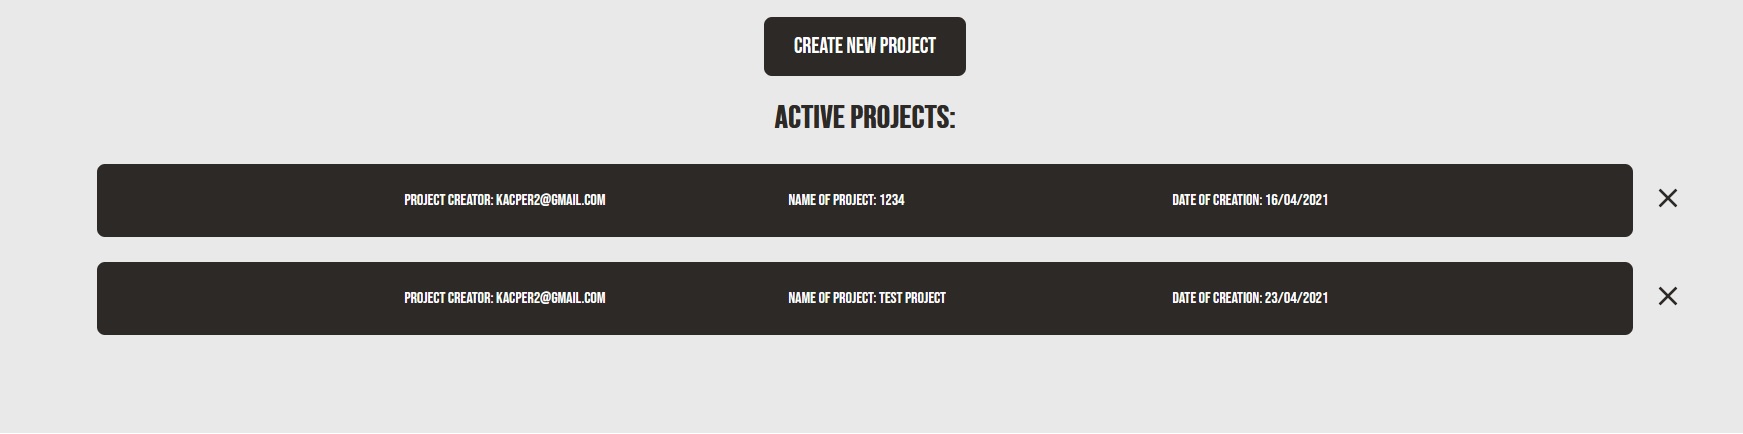 CREATE NEW PROJECT
ACTIVE PROJECTS:
PROJECT CREATOR: KACPER2@GMAIL.COM NAME OF PROJECT: 1234 DATE OF CREATION: 16/04/2021
PROJECT CREATOR: KACPER2@GMAIL.COM NAME OF PROJECT: TEST PROJECT DATE OF CREATION: 23/04/2021